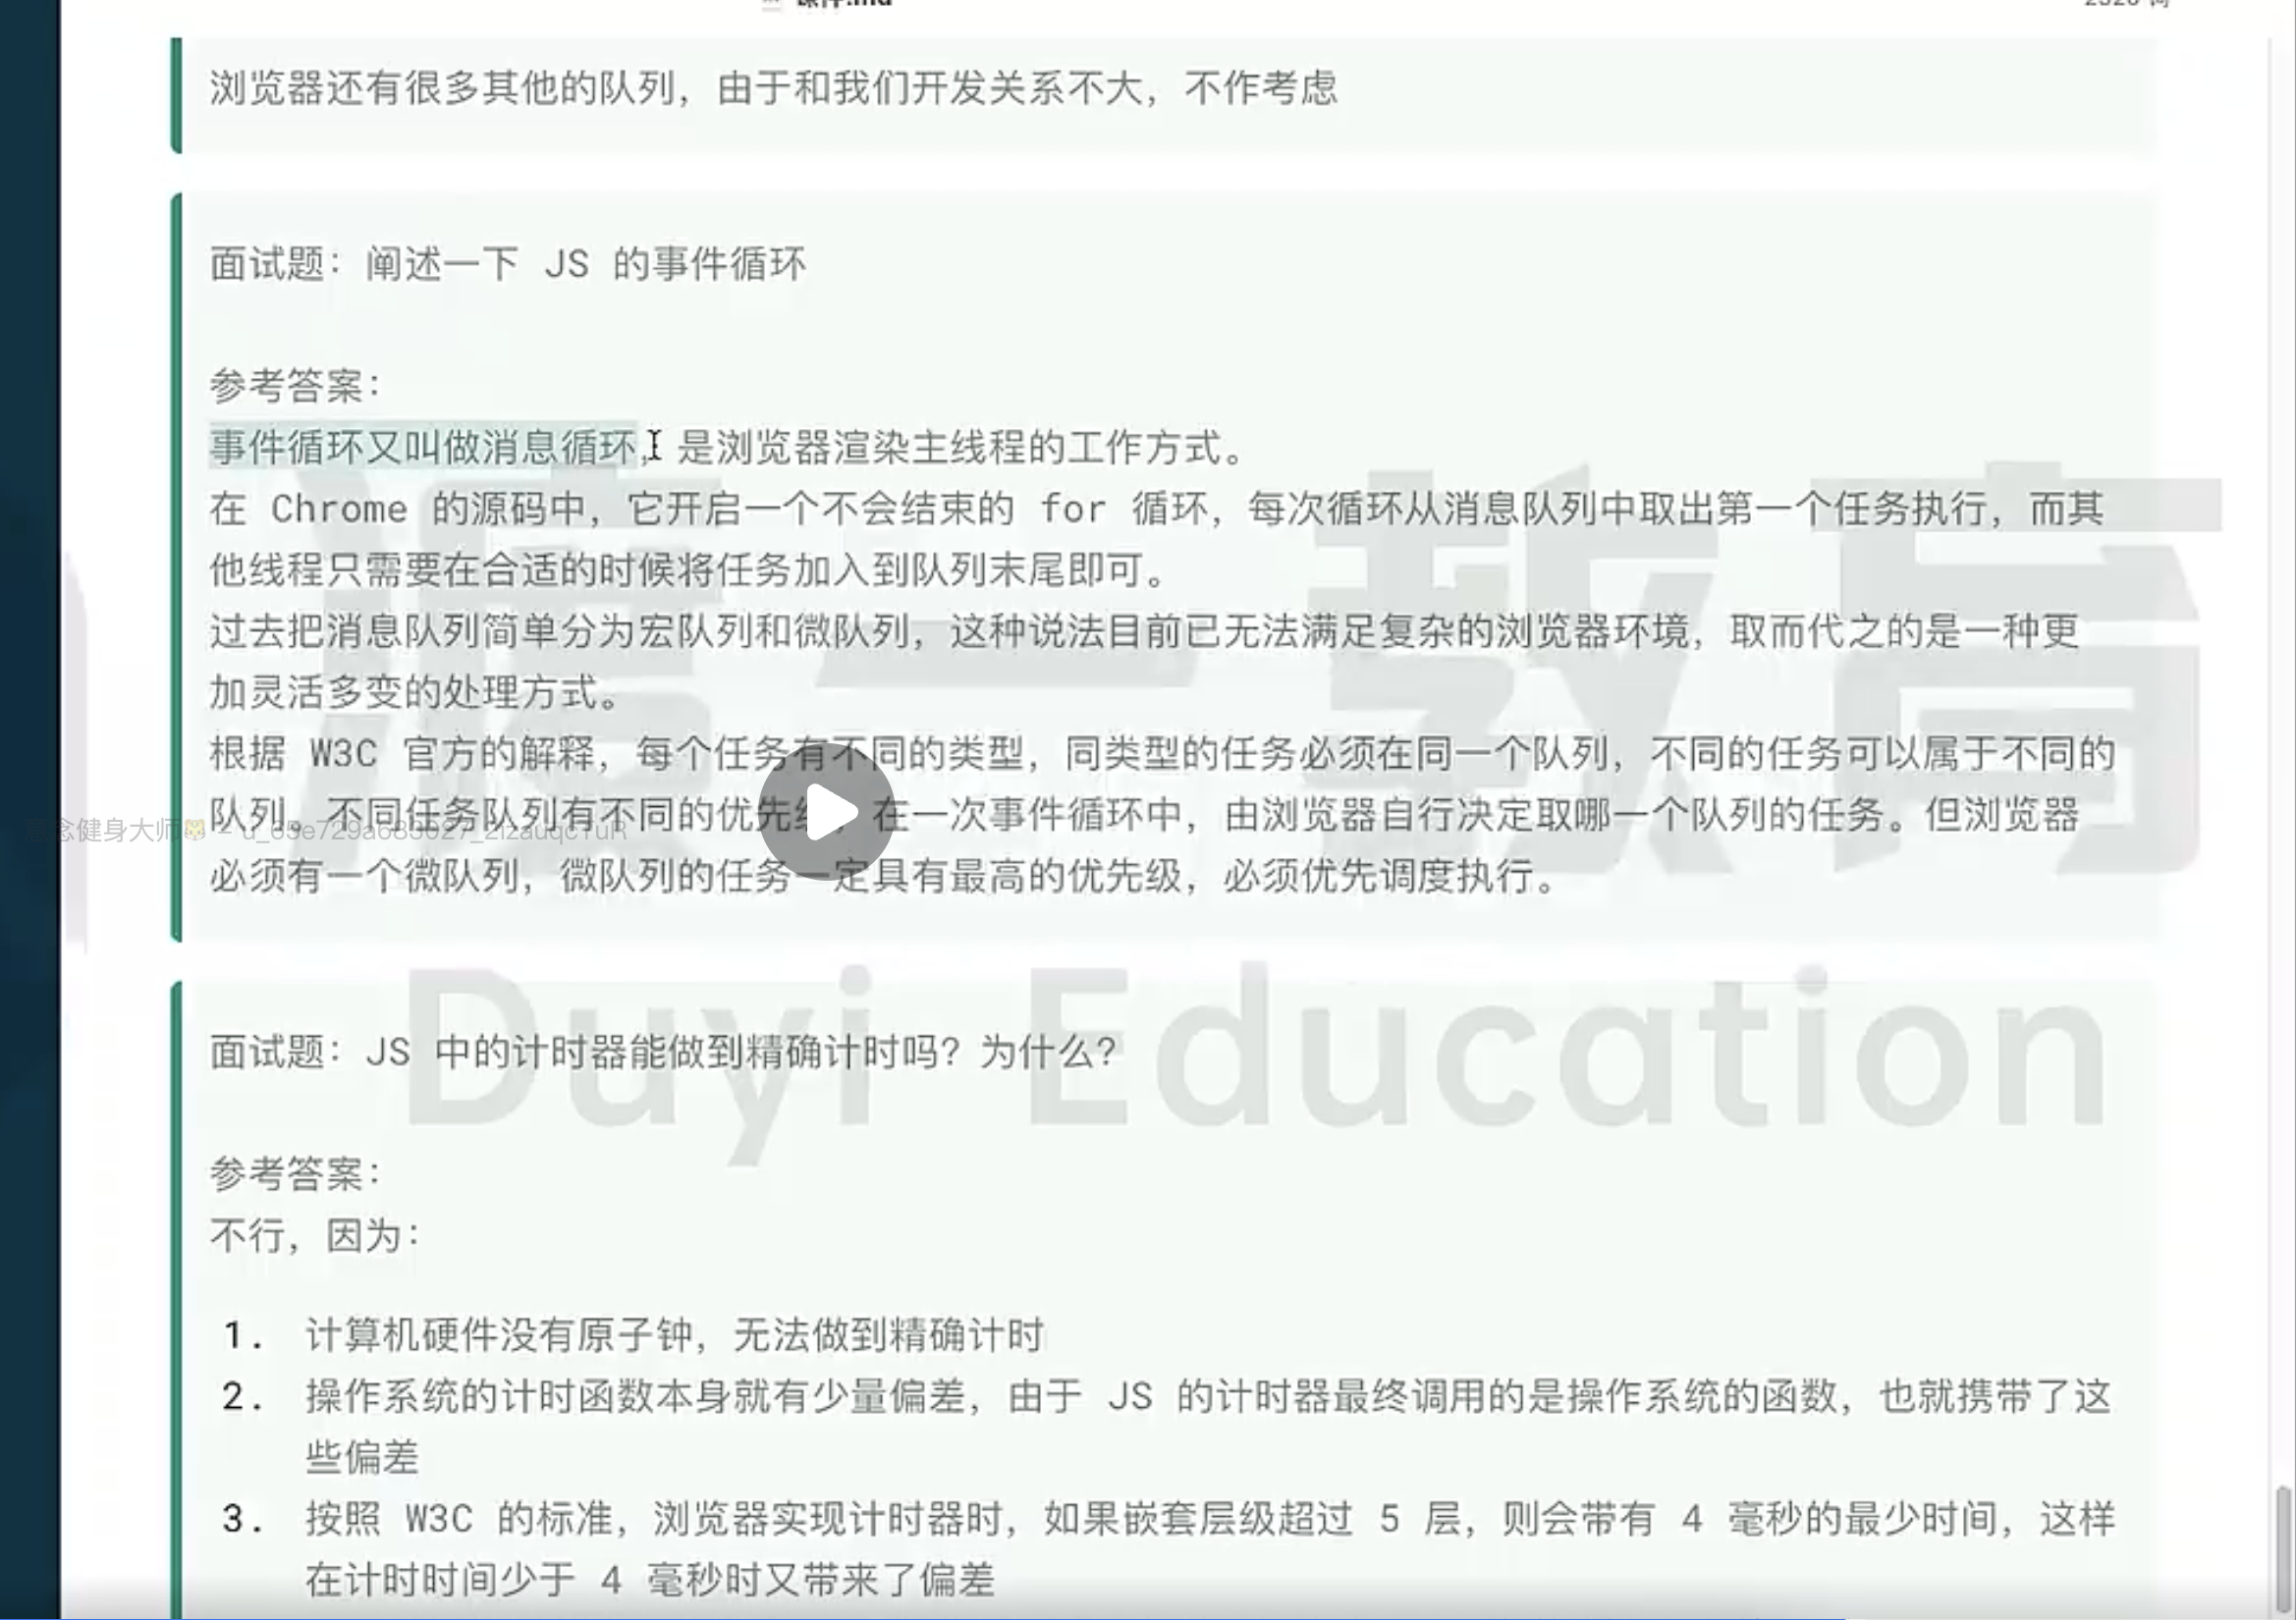 浏览器还有很多其他的队列，由于和我们开发关系不大，不作考虑
面试题：阐述一下 JS 的事件循环
参考答案：
事件循环又叫做消息循环，是浏览器渲染主线程的工作方式。
在 Chrome 的源码中，它开启一个不会结束的 for 循环，每次循环从消息队列中取出第一个任务执行，而其
他线程只需要在合适的时候将任务加入到队列末尾即可。
过去把消息队列简单分为宏队列和微队列，这种说法目前已无法满足复杂的浏览器环境，取而代之的是一种更
加灵活多变的处理方式。
根据 W3C 官方的解释，每个任务有不同的类型，同类型的任务必须在同一个队列，不同的任务可以属于不同的
队列。不同任务队列有不同的优先级，在一次事件循环中，由浏览器自行决定取哪一个队列的任务。但浏览器
必须有一个微队列，微队列的任务一定具有最高的优先级，必须优先调度执行。
渡一教育
Duyi Education
念健身大师
面试题：JS 中的计时器能做到精确计时吗？为什么？
参考答案：
不行，因为：
1. 计算机硬件没有原子钟，无法做到精确计时
2. 操作系统的计时函数本身就有少量偏差，由于 JS 的计时器最终调用的是操作系统的函数，也就携带了这
些偏差
3. 按照 W3C 的标准，浏览器实现计时器时，如果嵌套层级超过 5 层，则会带有 4 毫秒的最少时间，这样
在计时时间少于 4 毫秒时又带来了偏差